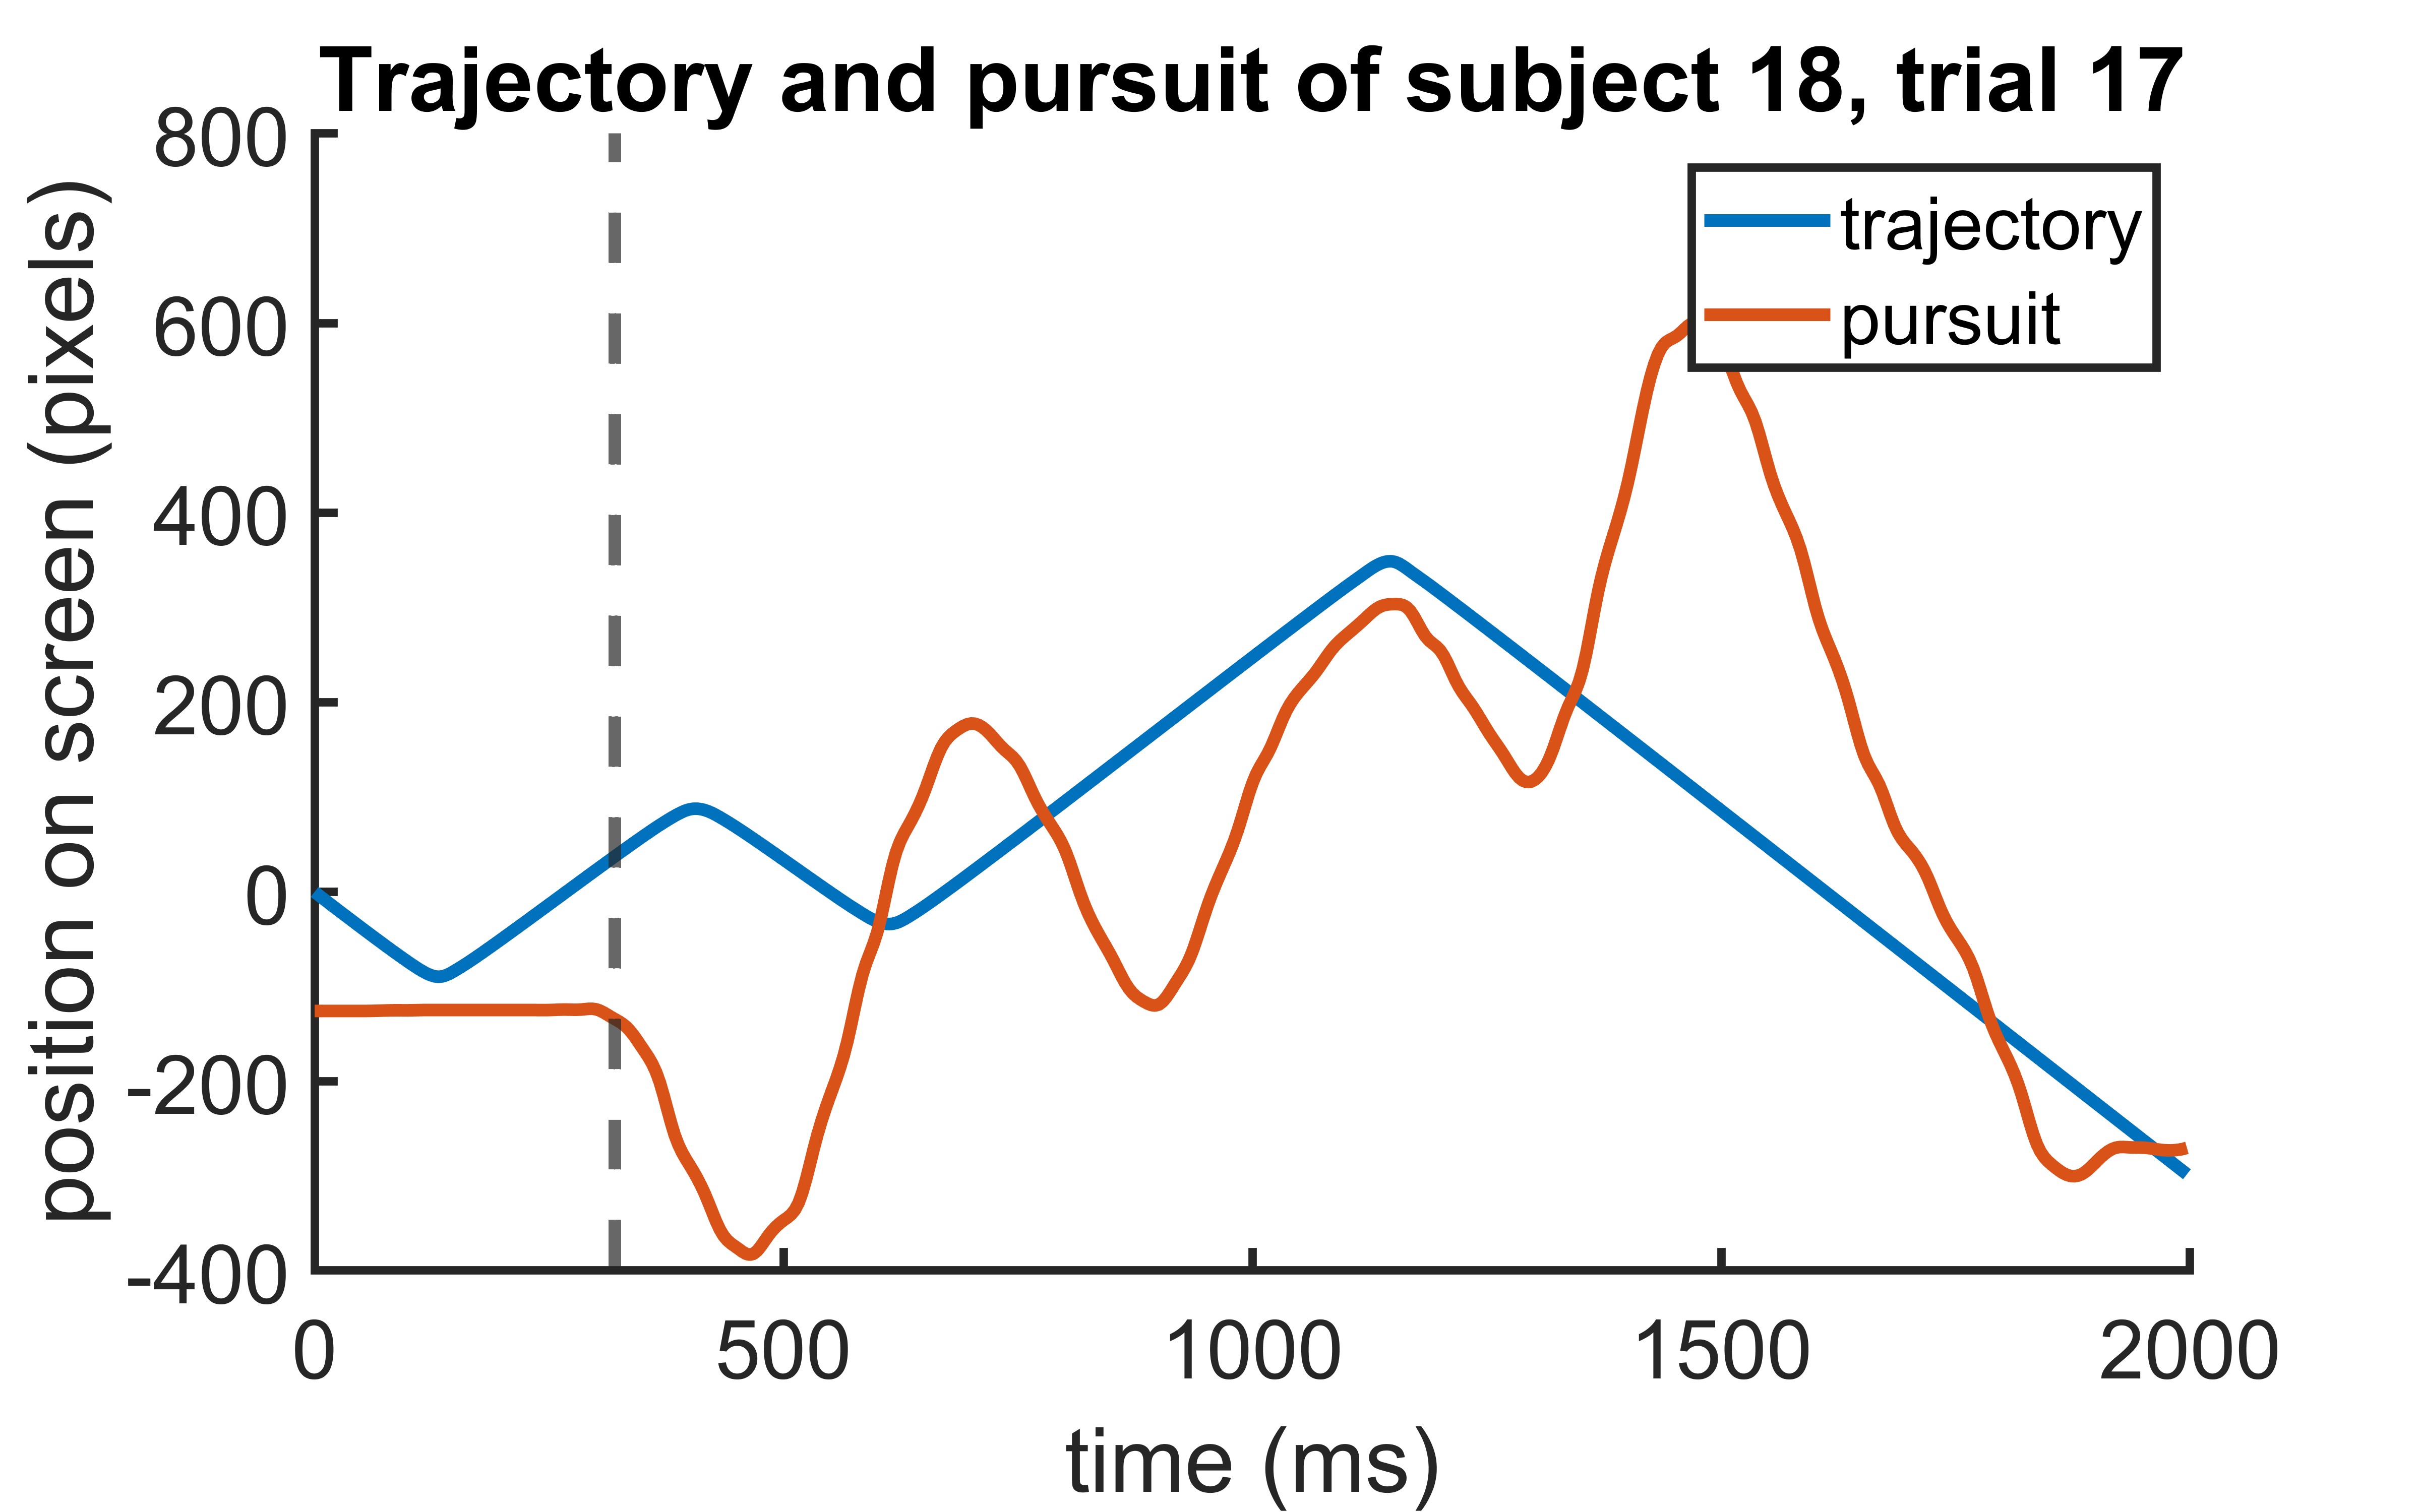 Trajectory and pursuit of subject 18, trial 17
800
600
400
200
0
-200
-400
position on screen (pixels)
trajectory
pursuit
0 500 1000 1500 2000
time (ms)